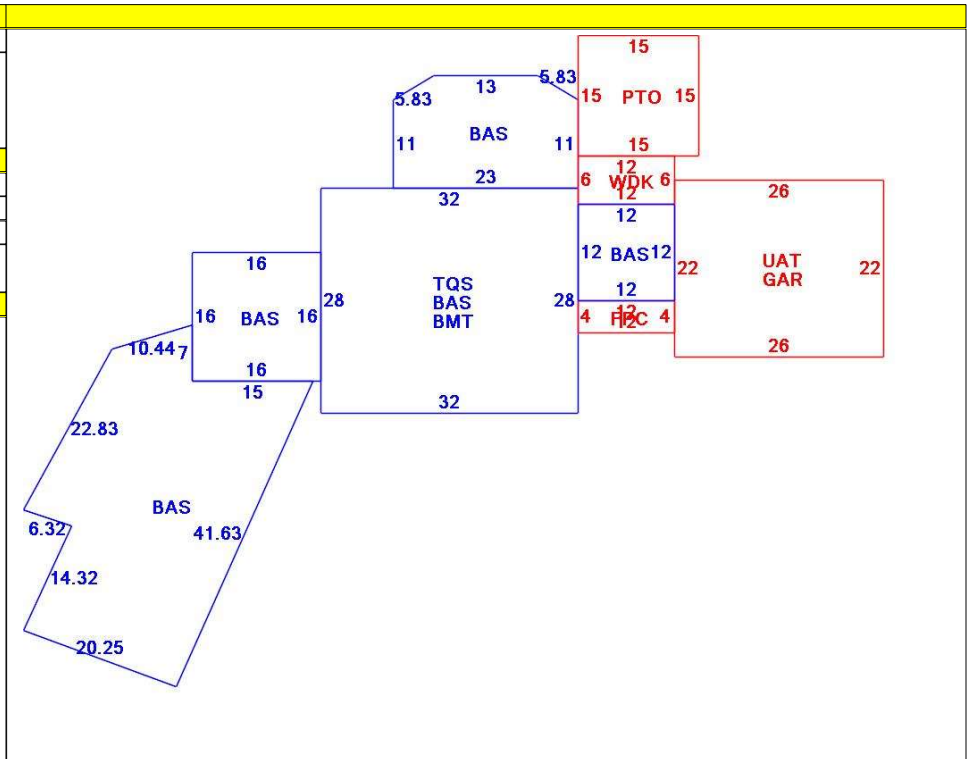 15
15 PTO 15
15
5.83 13 5.83
11 BAS 11
23
12
6 WDK 6
12
32
28 TQS 28
BAS
BMT
32
12
12 BAS 12
12
12
4 4
12
26
22 UAT 22
GAR
26
16
16 BAS 16
16
15
10.44 7
22.83
BAS
6.32 41.63
14.32
20.25